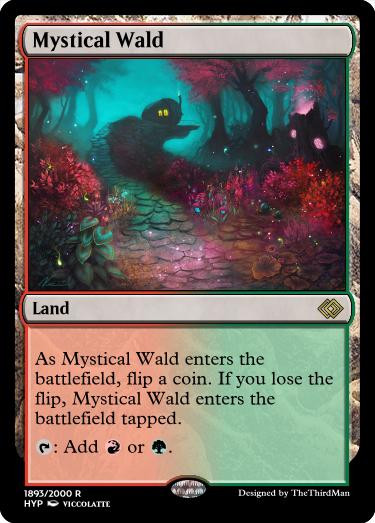 Mystical Wald
Land
As Mystical Wald enters the
battlefield, flip a coin. If you lose the
flip, Mystical Wald enters the
battlefield tapped.
: Add or .
1893/2000 R
HYP VICCOLATTE
Designed by TheThirdMan